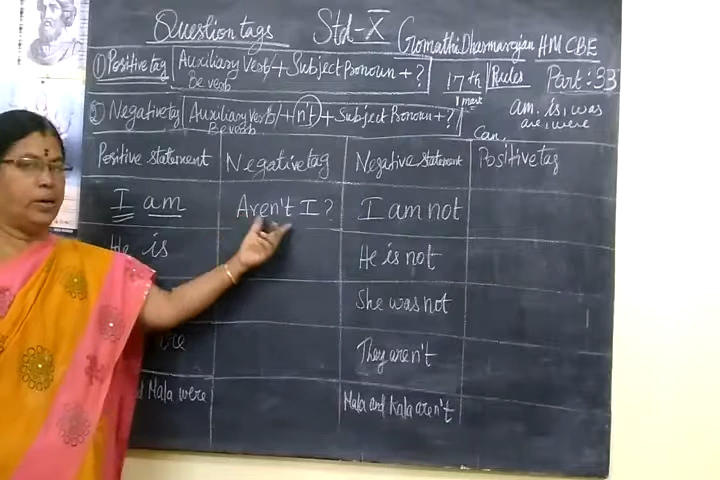 Question tags Std-X Gomathi Dharmarajan HM CBE
① Positive tag Auxiliary verb + Subject Pronoun + ?
Be verb
17th Rules Part: 33
1 mark
② Negative tag Auxiliary verb + n't + Subject Pronoun + ?
Be verb
am, is, was
are, were
Can,
Positive statement Negative tag Negative statement Positive tag
I am Aren't I? I am not
He is He is not
She was not
They aren't
Mala were Mala and Kala aren't